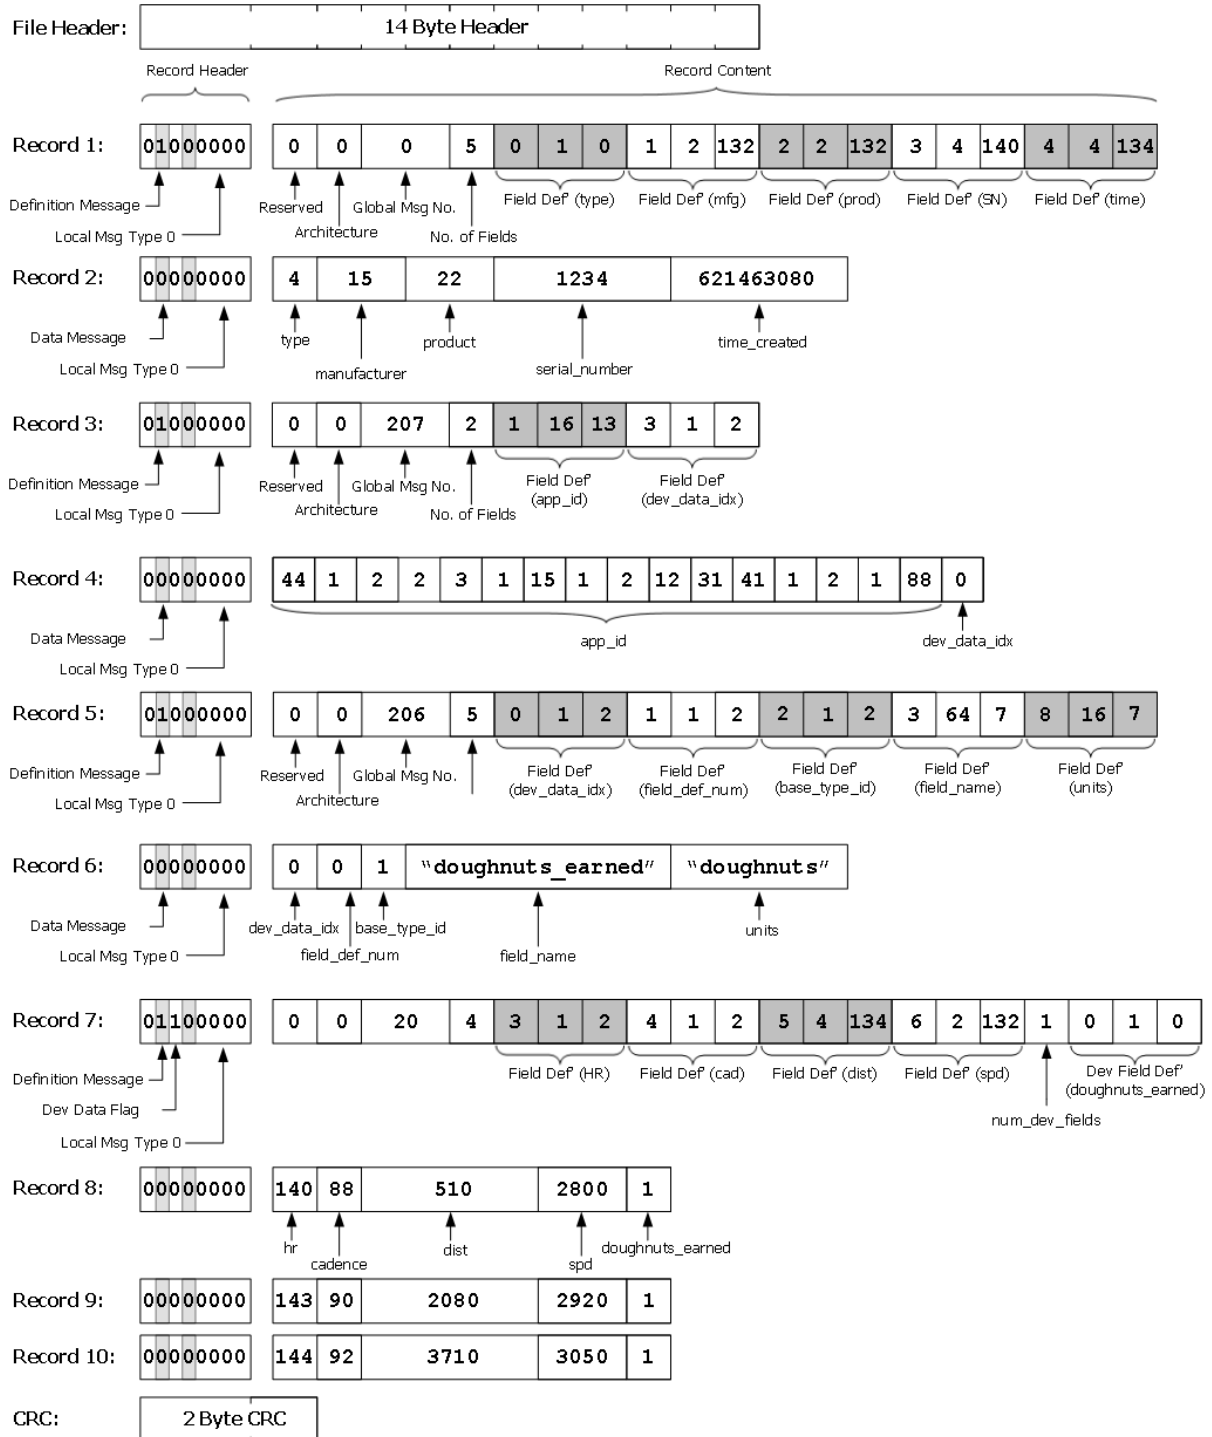 File Header: 14 Byte Header
Record Header Record Content
Record 1: 01000000 0 0 0 5 0 1 0 1 2 132 2 2 132 3 4 140 4 4 134
Definition Message Reserved Global Msg No. Field Def' (type) Field Def' (mfg) Field Def' (prod) Field Def' (SN) Field Def' (time)
Local Msg Type 0 Architecture No. of Fields
Record 2: 00000000 4 15 22 1234 621463080
Data Message type product time_created
Local Msg Type 0 manufacturer serial_number
Record 3: 01000000 0 0 207 2 1 16 13 3 1 2
Definition Message Reserved Global Msg No. Field Def' (app_id) Field Def' (dev_data_idx)
Local Msg Type 0 Architecture No. of Fields
Record 4: 00000000 44 1 2 2 3 1 15 1 2 12 31 41 1 2 1 88 0
Data Message app_id dev_data_idx
Local Msg Type 0
Record 5: 01000000 0 0 206 5 0 1 2 1 1 2 2 1 2 3 64 7 8 16 7
Definition Message Reserved Global Msg No. Field Def' (dev_data_idx) Field Def' (field_def_num) Field Def' (base_type_id) Field Def' (field_name) Field Def' (units)
Local Msg Type 0 Architecture
Record 6: 00000000 0 0 1 "doughnuts_earned" "doughnuts"
Data Message dev_data_idx base_type_id units
Local Msg Type 0 field_def_num field_name
Record 7: 01100000 0 0 20 4 3 1 2 4 1 2 5 4 134 6 2 132 1 0 1 0
Definition Message Field Def' (HR) Field Def' (cad) Field Def' (dist) Field Def' (spd) Dev Field Def' (doughnuts_earned)
Dev Data Flag num_dev_fields
Local Msg Type 0
Record 8: 00000000 140 88 510 2800 1
hr dist doughnuts_earned
cadence spd
Record 9: 00000000 143 90 2080 2920 1
Record 10: 00000000 144 92 3710 3050 1
CRC: 2 Byte CRC